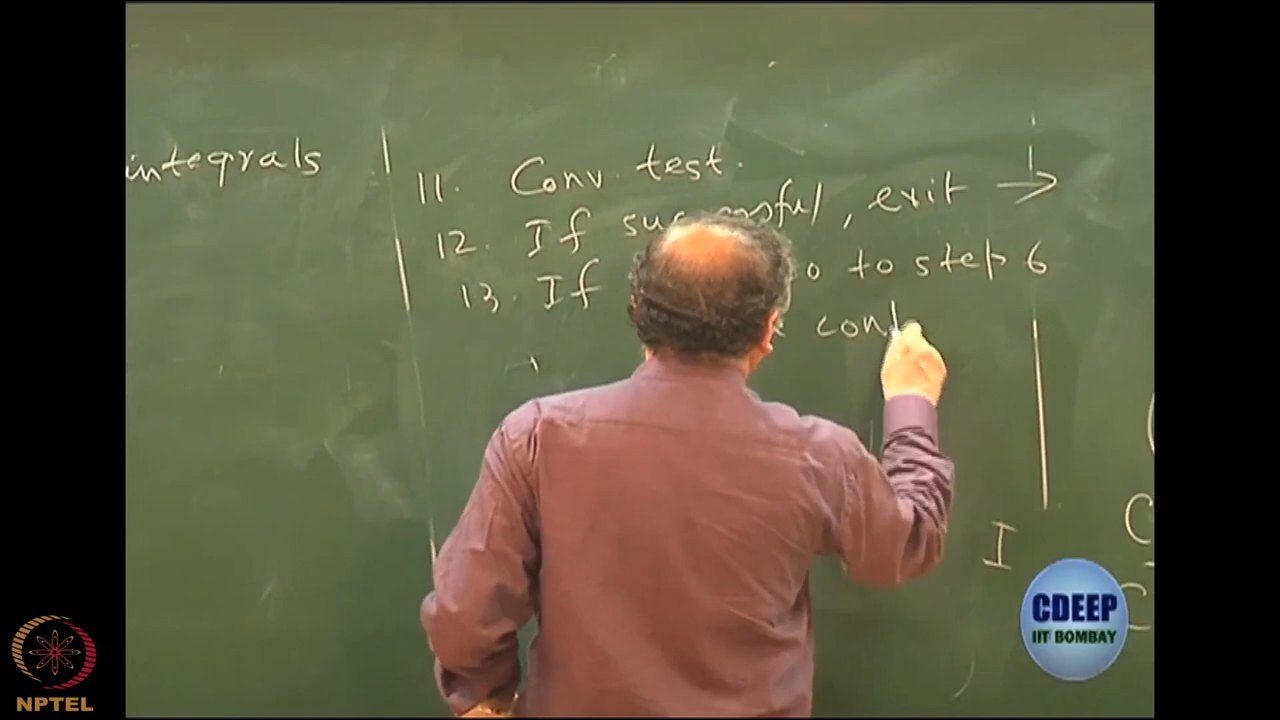 integrals
11. Conv. test.
12. If successful, exit →
13. If to step 6
con
I
CDEEP
IIT BOMBAY
NPTEL